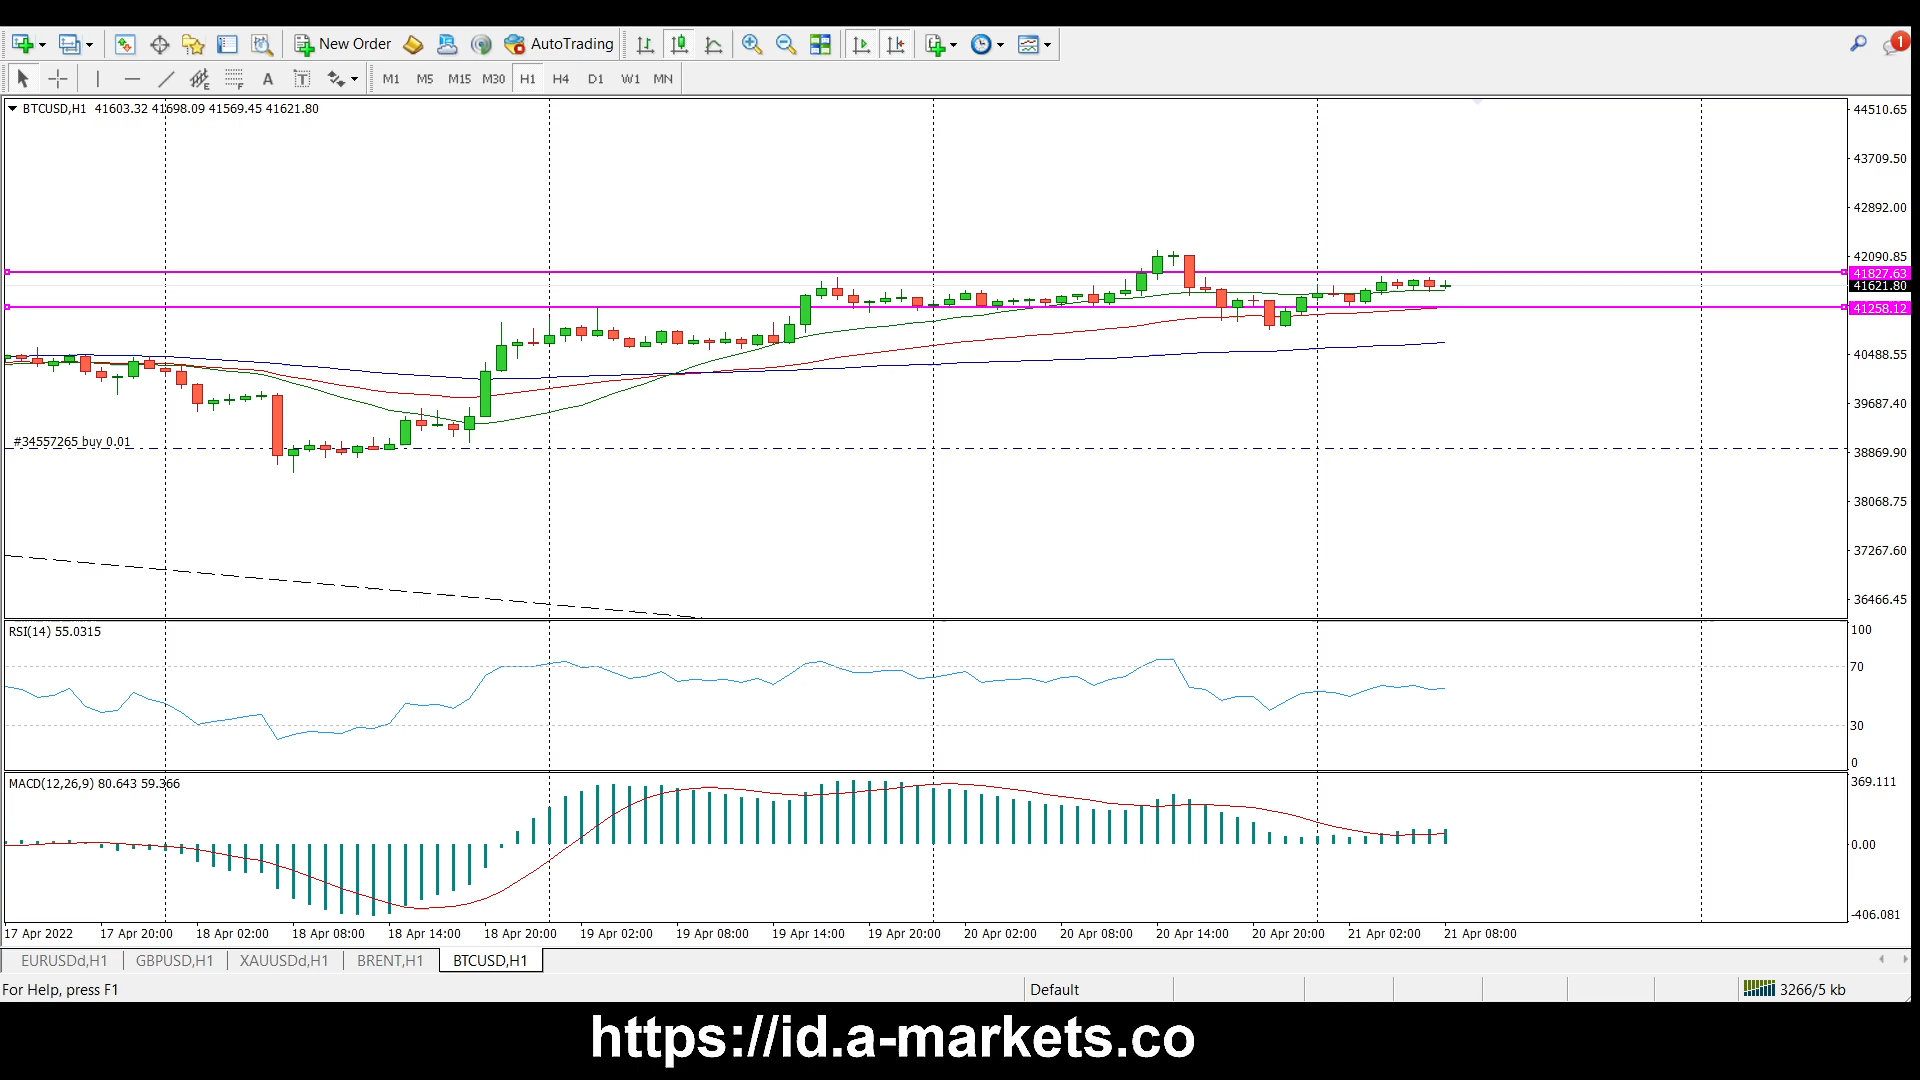 New Order AutoTrading 1
A T M1 M5 M15 M30 H1 H4 D1 W1 MN
BTCUSD,H1 41603.32 41698.09 41569.45 41621.80
44510.65
43709.50
42892.00
42090.85
41827.63
41621.80
41258.12
40488.55
39687.40
#34557265 buy 0.01
38869.90
38068.75
37267.60
36466.45
RSI(14) 55.0315
100
70
30
0
MACD(12,26,9) 80.643 59.366
369.111
0.00
-406.081
17 Apr 2022 17 Apr 20:00 18 Apr 02:00 18 Apr 08:00 18 Apr 14:00 18 Apr 20:00 19 Apr 02:00 19 Apr 08:00 19 Apr 14:00 19 Apr 20:00 20 Apr 02:00 20 Apr 08:00 20 Apr 14:00 20 Apr 20:00 21 Apr 02:00 21 Apr 08:00
EURUSDd,H1 GBPUSD,H1 XAUUSDd,H1 BRENT,H1 BTCUSD,H1
For Help, press F1 Default 3266/5 kb
https://id.a-markets.co